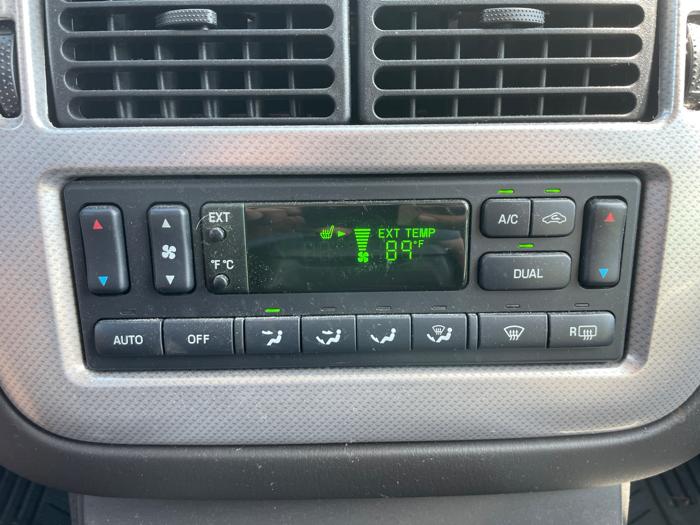 EXT
°F °C
EXT TEMP
89°F
A/C
DUAL
AUTO
OFF
R